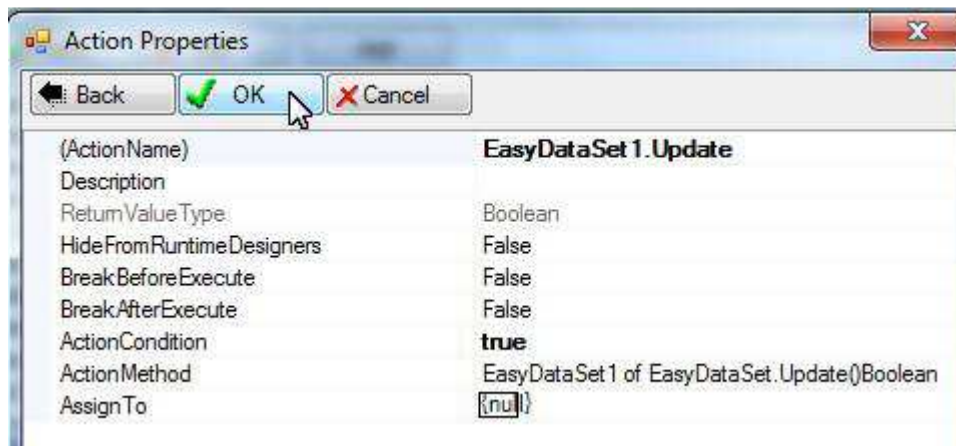 Action Properties
Back OK Cancel
(ActionName) EasyDataSet1.Update
Description
ReturnValueType Boolean
HideFromRuntimeDesigners False
BreakBeforeExecute False
BreakAfterExecute False
ActionCondition true
ActionMethod EasyDataSet1 of EasyDataSet.Update()Boolean
AssignTo {null}